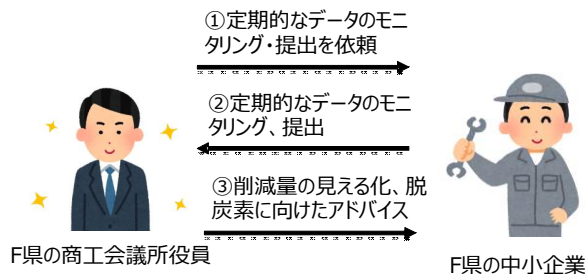 ①定期的なデータのモニ
タリング・提出を依頼
②定期的なデータのモニ
タリング、提出
③削減量の見える化、脱
炭素に向けたアドバイス
F県の商工会議所役員
F県の中小企業